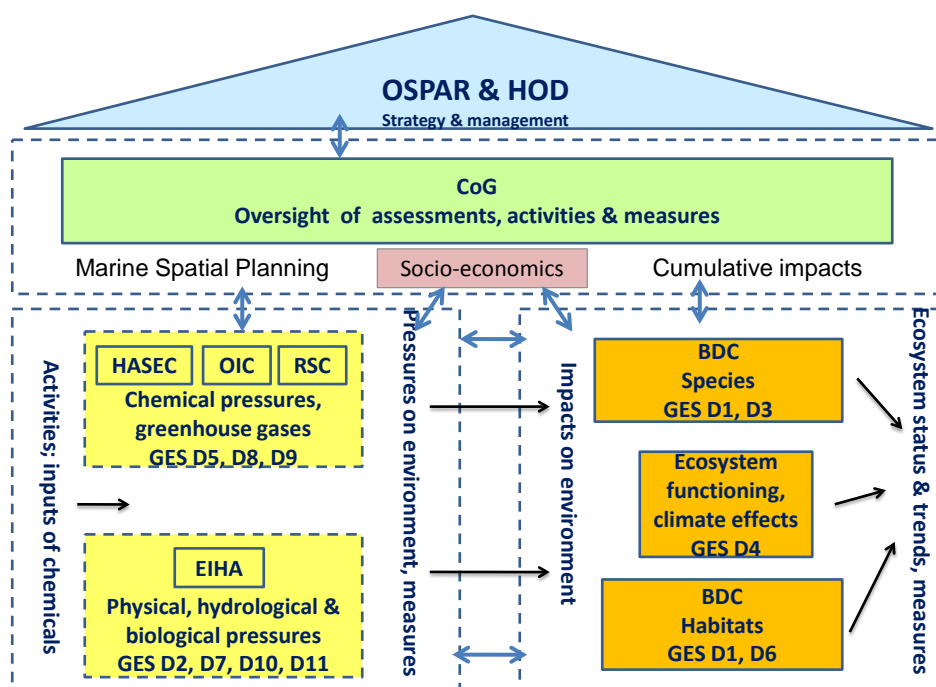 OSPAR & HOD
Strategy & management
CoG
Oversight of assessments, activities & measures
Marine Spatial Planning
Socio-economics
Cumulative impacts
Activities; inputs of chemicals
HASEC
OIC
RSC
Chemical pressures,
greenhouse gases
GES D5, D8, D9
EIHA
Physical, hydrological &
biological pressures
GES D2, D7, D10, D11
Pressures on environment, measures
Impacts on environment
BDC
Species
GES D1, D3
Ecosystem
functioning,
climate effects
GES D4
BDC
Habitats
GES D1, D6
Ecosystem status & trends, measures